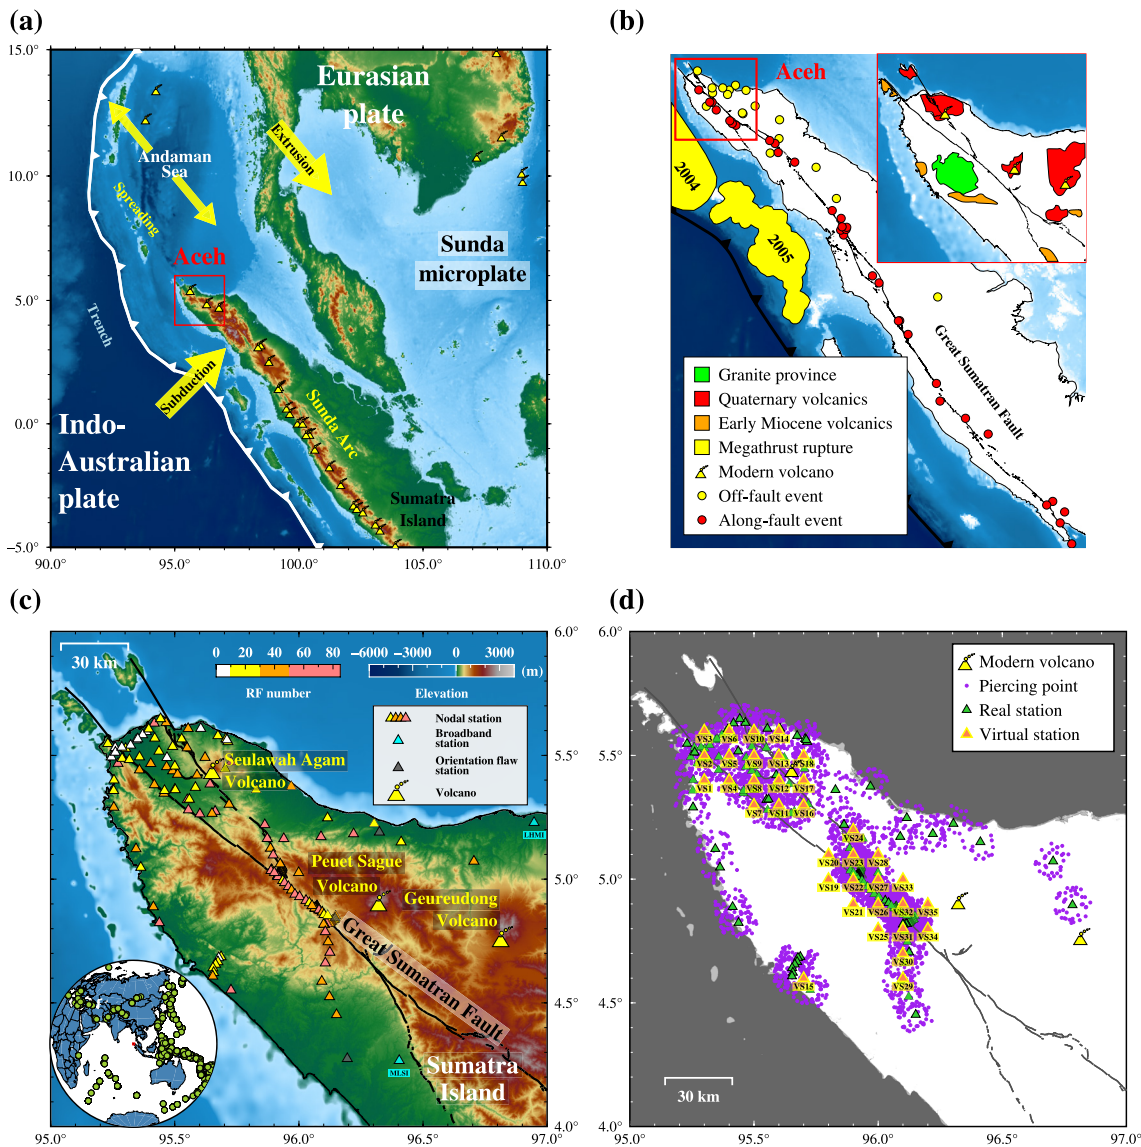 (a)
15.0°
10.0°
5.0°
0.0°
−5.0°
90.0°
95.0°
100.0°
105.0°
110.0°
Eurasian
plate
Extrusion
Andaman
Sea
Spreading
Aceh
Sunda
microplate
Trench
Subduction
Sunda Arc
Indo-
Australian
plate
Sumatra
Island
(b)
Aceh
2004
2005
Great Sumatran Fault
Granite province
Quaternary volcanics
Early Miocene volcanics
Megathrust rupture
Modern volcano
Off-fault event
Along-fault event
(c)
30 km
0
20
40
60
80
RF number
−6000
−3000
0
3000
(m)
Elevation
Nodal station
Broadband
station
Orientation flaw
station
Volcano
Seulawah Agam
Volcano
LHMI
Peuet Sague
Volcano
Geureudong
Volcano
Great Sumatran Fault
MLSI
Sumatra
Island
6.0°
5.5°
5.0°
4.5°
4.0°
95.0°
95.5°
96.0°
96.5°
97.0°
(d)
6.0°
5.5°
5.0°
4.5°
4.0°
Modern volcano
Piercing point
Real station
Virtual station
VS3
VS6
VS10
VS14
VS2
VS5
VS9
VS13
VS18
VS1
VS4
VS8
VS12
VS17
VS7
VS11
VS16
VS24
VS20
VS23
VS28
VS19
VS22
VS27
VS33
VS21
VS26
VS32
VS35
VS25
VS31
VS34
VS30
VS15
VS29
30 km
95.0°
95.5°
96.0°
96.5°
97.0°